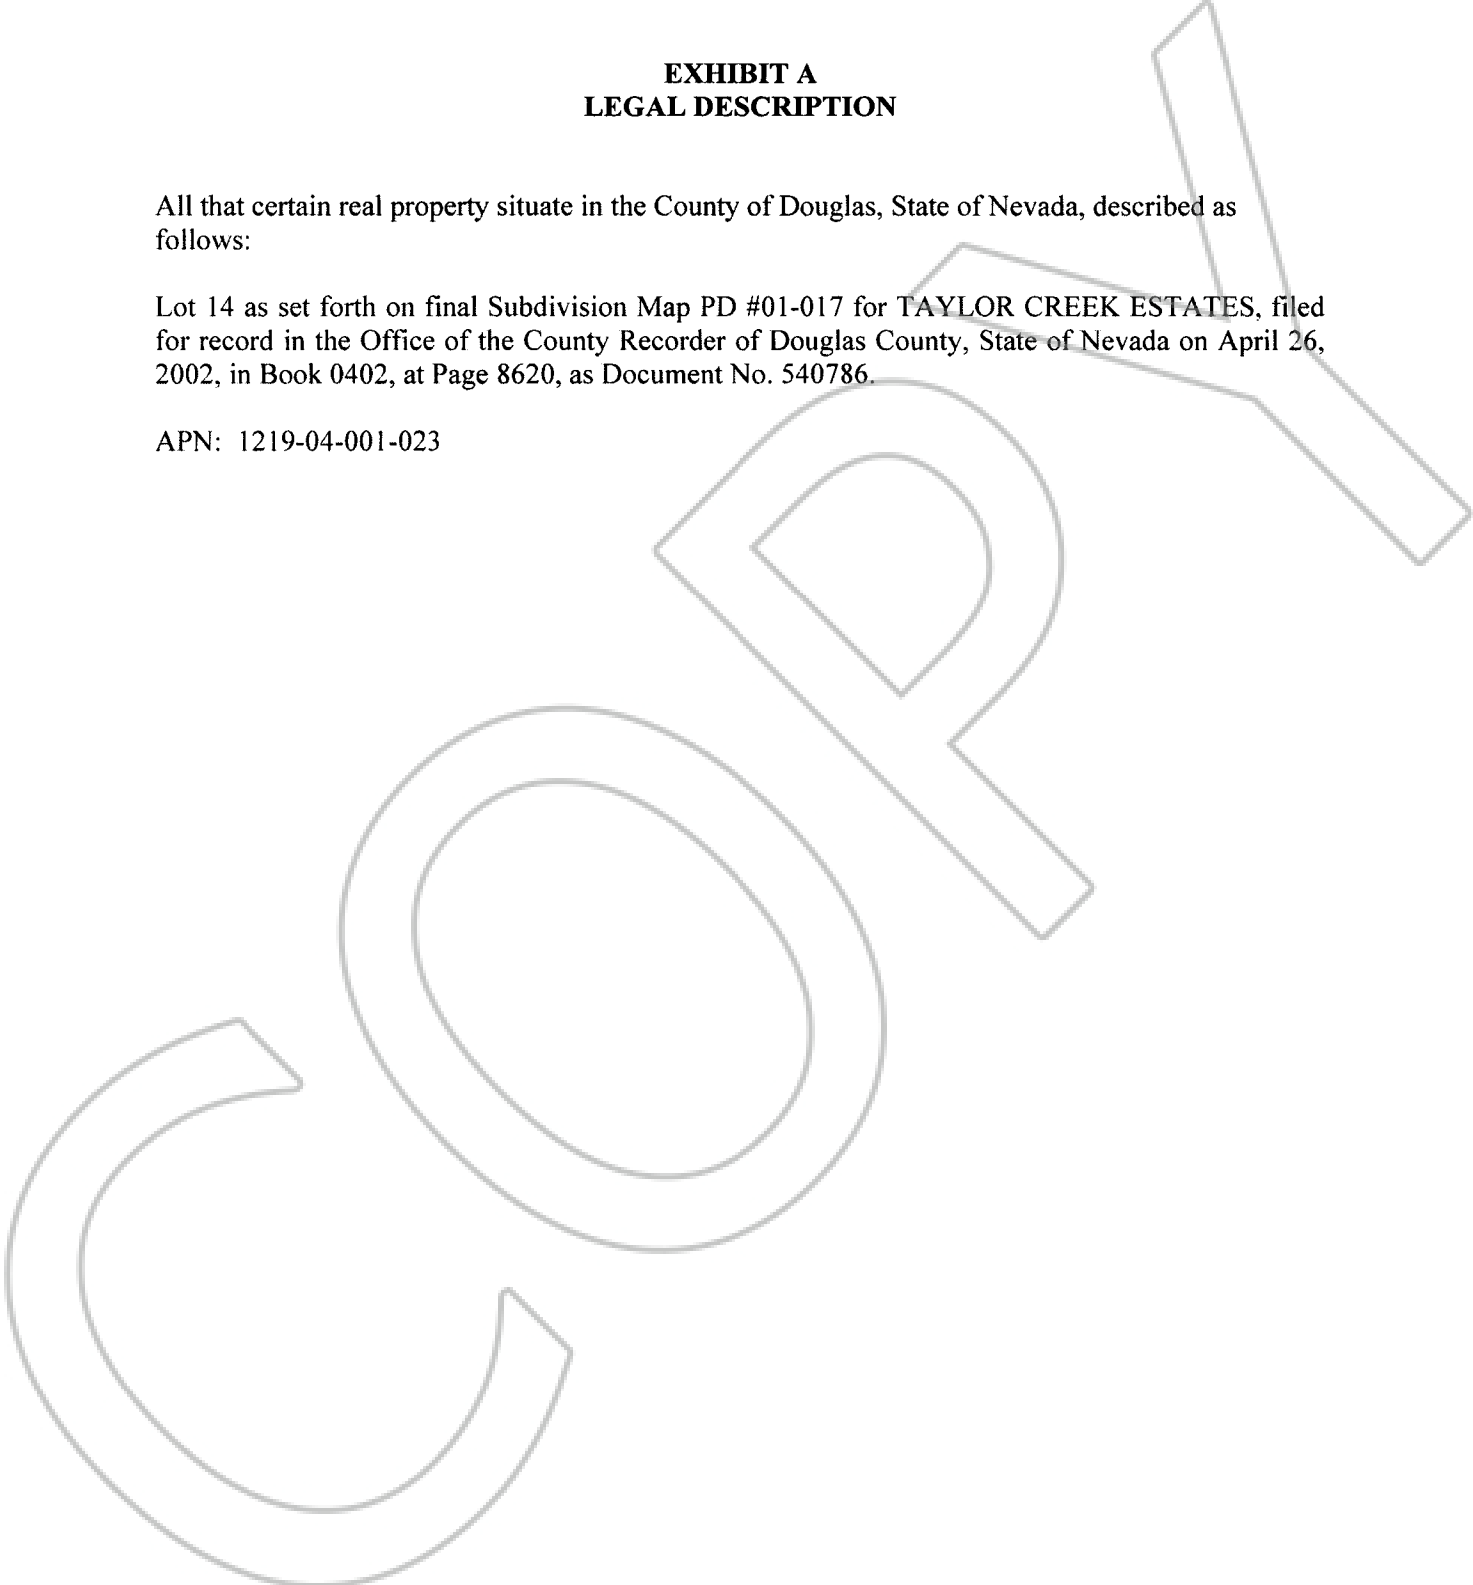 EXHIBIT A
LEGAL DESCRIPTION
All that certain real property situate in the County of Douglas, State of Nevada, described as
follows:
Lot 14 as set forth on final Subdivision Map PD #01-017 for TAYLOR CREEK ESTATES, filed
for record in the Office of the County Recorder of Douglas County, State of Nevada on April 26,
2002, in Book 0402, at Page 8620, as Document No. 540786.
APN: 1219-04-001-023
COPY